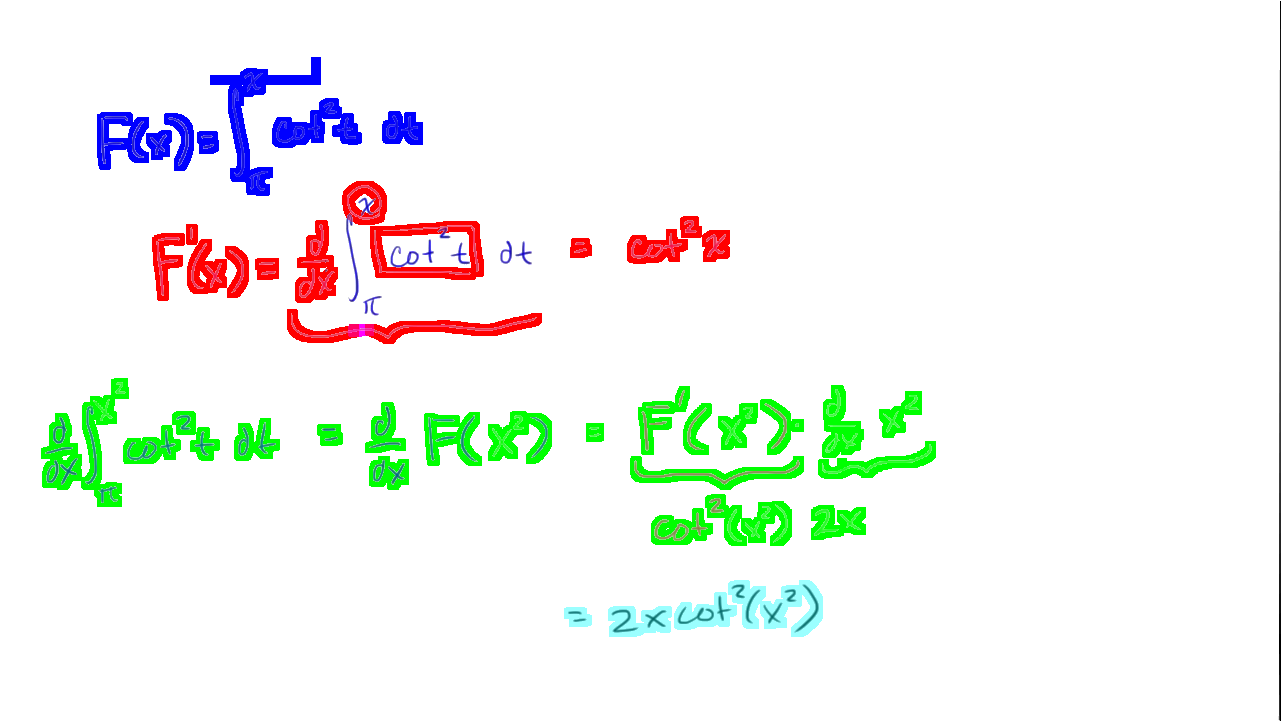 F(x) = ∫_π^x cot²t dt
F'(x) = d/dx ∫_π^x cot²t dt = cot²x
d/dx ∫_π^x² cot²t dt = d/dx F(x²) = F'(x²) · d/dx x²
cot²(x²) 2x
= 2x cot²(x²)